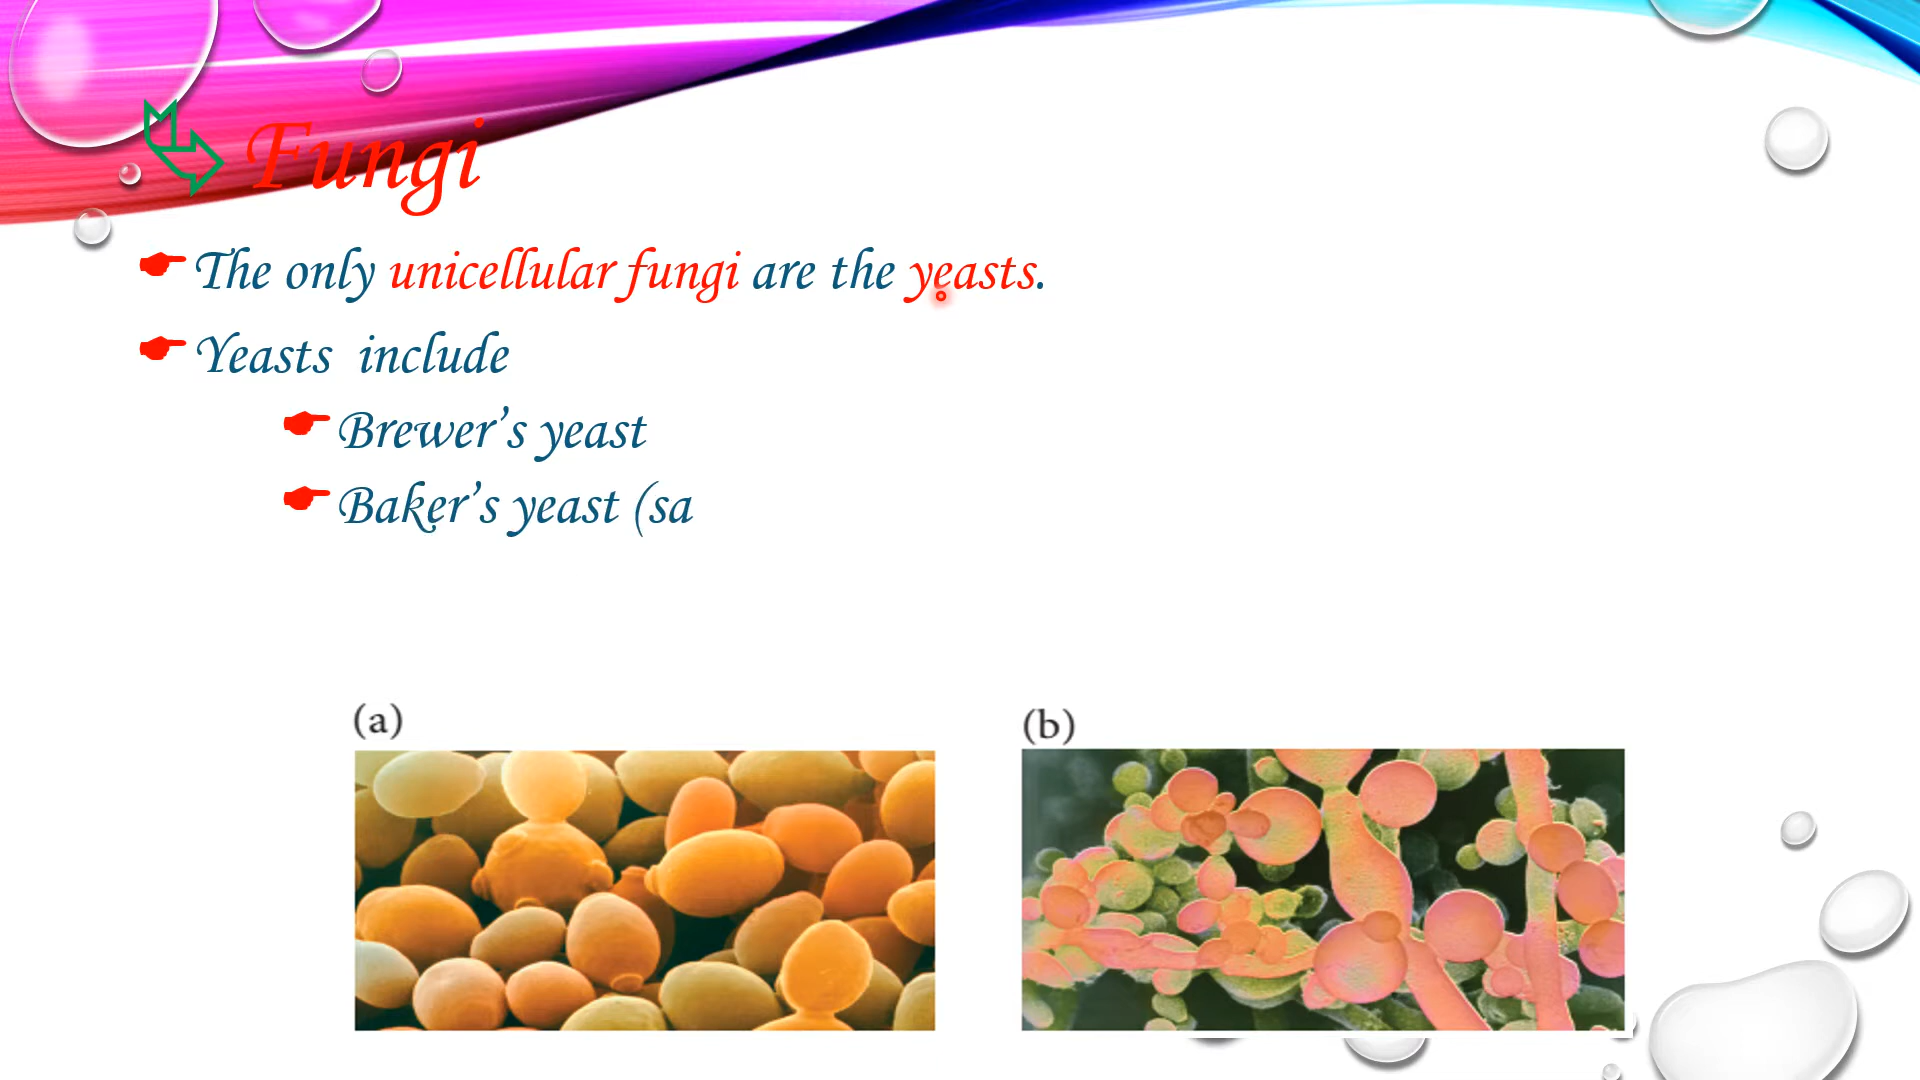 Fungi
The only unicellular fungi are the yeasts.
Yeasts include
Brewer’s yeast
Baker’s yeast (sa
(a)
(b)